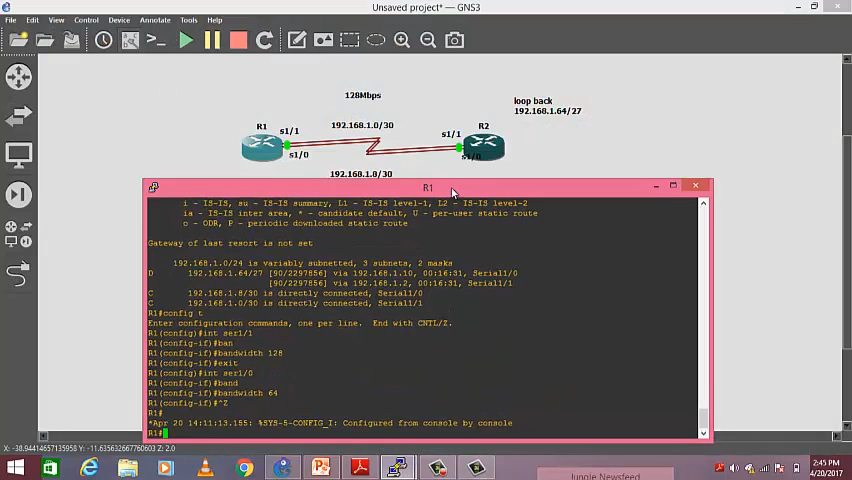 Unsaved project* — GNS3
File Edit View Control Device Annotate Tools Help
128Mbps
loop back
192.168.1.64/27
R1
s1/1
192.168.1.0/30
s1/1
R2
s1/0
s1/0
192.168.1.8/30
R1
i - IS-IS, su - IS-IS summary, L1 - IS-IS level-1, L2 - IS-IS level-2
ia - IS-IS inter area, * - candidate default, U - per-user static route
o - ODR, P - periodic downloaded static route
Gateway of last resort is not set
192.168.1.0/24 is variably subnetted, 3 subnets, 2 masks
D 192.168.1.64/27 [90/2297856] via 192.168.1.10, 00:16:31, Serial1/0
[90/2297856] via 192.168.1.2, 00:16:31, Serial1/1
C 192.168.1.8/30 is directly connected, Serial1/0
C 192.168.1.0/30 is directly connected, Serial1/1
R1#config t
Enter configuration commands, one per line. End with CNTL/Z.
R1(config)#int ser1/1
R1(config-if)#ban
R1(config-if)#bandwidth 128
R1(config-if)#exit
R1(config)#int ser1/0
R1(config-if)#band
R1(config-if)#bandwidth 64
R1(config-if)#^Z
R1#
*Apr 20 14:11:13.155: %SYS-5-CONFIG_I: Configured from console by console
R1#
X: -38.94414657135958 Y: -11.635632667760603 Z: 2.0
Jungle Newsfeed
2:45 PM
4/20/2017